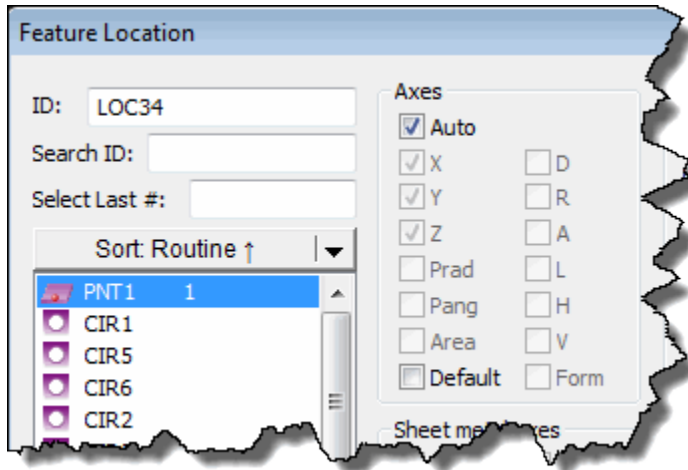 Feature Location
ID: LOC34
Search ID:
Select Last #:
Sort: Routine ↑
PNT1 1
CIR1
CIR5
CIR6
CIR2
Axes
Auto
X D
Y R
Z A
Prad L
Pang H
Area V
Default Form
Sheet